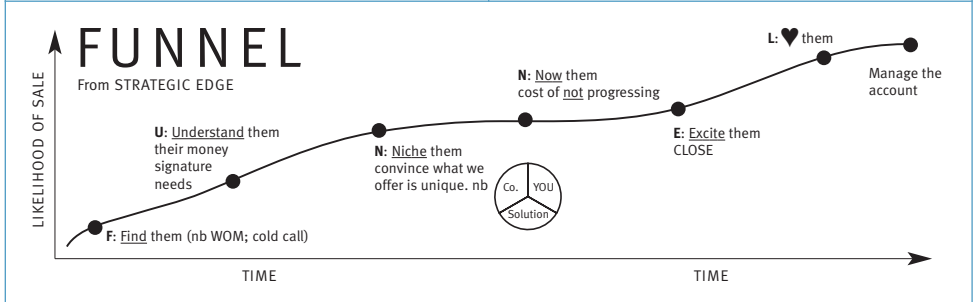 FUNNEL
From STRATEGIC EDGE
LIKELIHOOD OF SALE
F: Find them (nb WOM; cold call)
U: Understand them
their money
signature
needs
N: Niche them
convince what we
offer is unique. nb
Co.
YOU
Solution
N: Now them
cost of not progressing
E: Excite them
CLOSE
L: ♥ them
Manage the
account
TIME
TIME